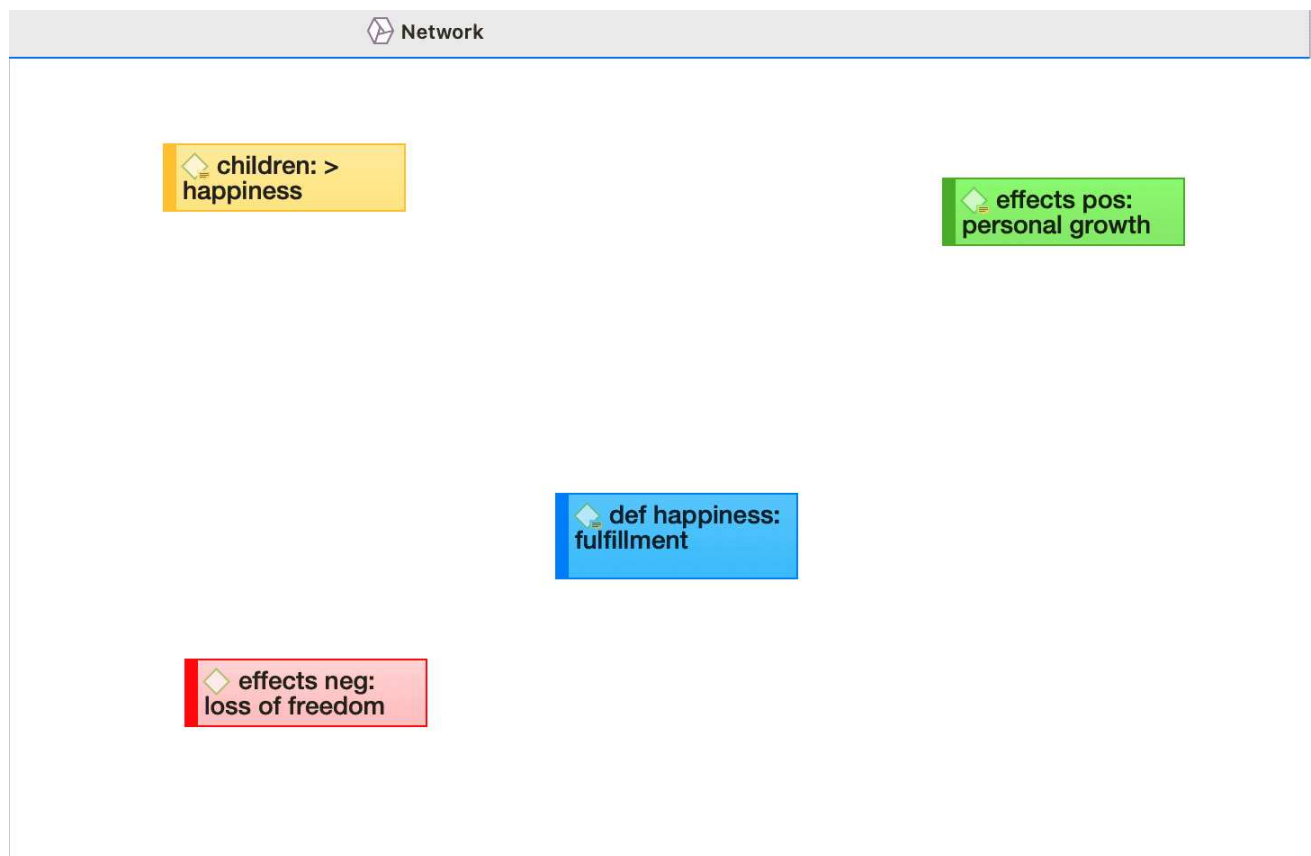 Network
children: >
happiness
effects pos:
personal growth
def happiness:
fulfillment
effects neg:
loss of freedom